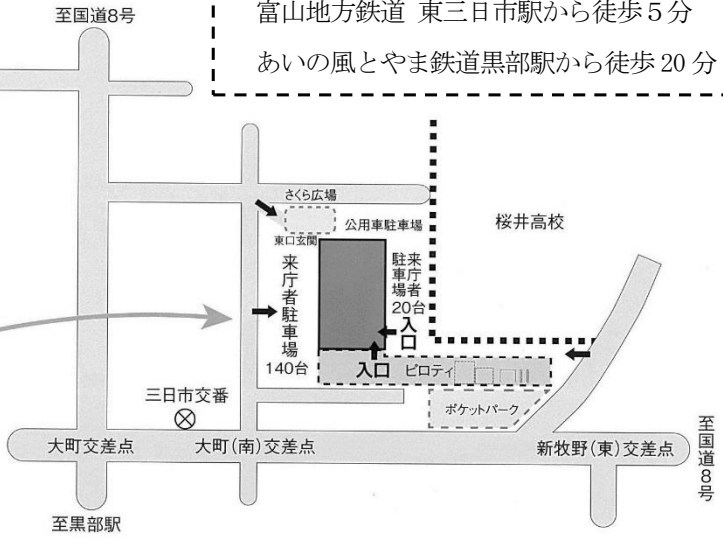 至国道8号
富山地方鉄道 東三日市駅から徒歩５分
あいの風とやま鉄道黒部駅から徒歩 20 分
さくら広場
公用車駐車場
桜井高校
東口玄関
来庁者駐車場
140台
来庁者
駐車場
20台
入口
入口
ピロティ
三日市交番
ポケットパーク
大町交差点
大町(南)交差点
新牧野(東)交差点
至国道8号
至黒部駅